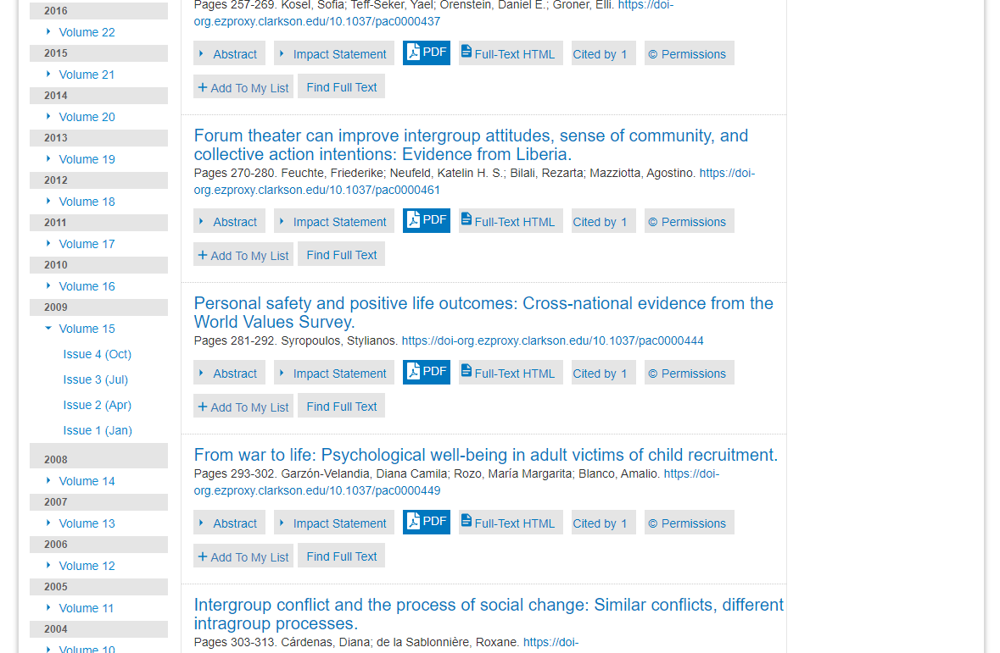 2016
Volume 22
2015
Volume 21
2014
Volume 20
2013
Volume 19
2012
Volume 18
2011
Volume 17
2010
Volume 16
2009
Volume 15
Issue 4 (Oct)
Issue 3 (Jul)
Issue 2 (Apr)
Issue 1 (Jan)
2008
Volume 14
2007
Volume 13
2006
Volume 12
2005
Volume 11
2004
Volume 10
Pages 257-269. Kosel, Sofia; Teff-Seker, Yael; Orenstein, Daniel E.; Groner, Elli. https://doi-
org.ezproxy.clarkson.edu/10.1037/pac0000437
Abstract Impact Statement PDF Full-Text HTML Cited by 1 © Permissions
+ Add To My List Find Full Text
Forum theater can improve intergroup attitudes, sense of community, and
collective action intentions: Evidence from Liberia.
Pages 270-280. Feuchte, Friederike; Neufeld, Katelin H. S.; Bilali, Rezarta; Mazziotta, Agostino. https://doi-
org.ezproxy.clarkson.edu/10.1037/pac0000461
Abstract Impact Statement PDF Full-Text HTML Cited by 1 © Permissions
+ Add To My List Find Full Text
Personal safety and positive life outcomes: Cross-national evidence from the
World Values Survey.
Pages 281-292. Syropoulos, Stylianos. https://doi-org.ezproxy.clarkson.edu/10.1037/pac0000444
Abstract Impact Statement PDF Full-Text HTML Cited by 1 © Permissions
+ Add To My List Find Full Text
From war to life: Psychological well-being in adult victims of child recruitment.
Pages 293-302. Garzón-Velandia, Diana Camila; Rozo, María Margarita; Blanco, Amalio. https://doi-
org.ezproxy.clarkson.edu/10.1037/pac0000449
Abstract Impact Statement PDF Full-Text HTML Cited by 1 © Permissions
+ Add To My List Find Full Text
Intergroup conflict and the process of social change: Similar conflicts, different
intragroup processes.
Pages 303-313. Cárdenas, Diana; de la Sablonnière, Roxane. https://doi-